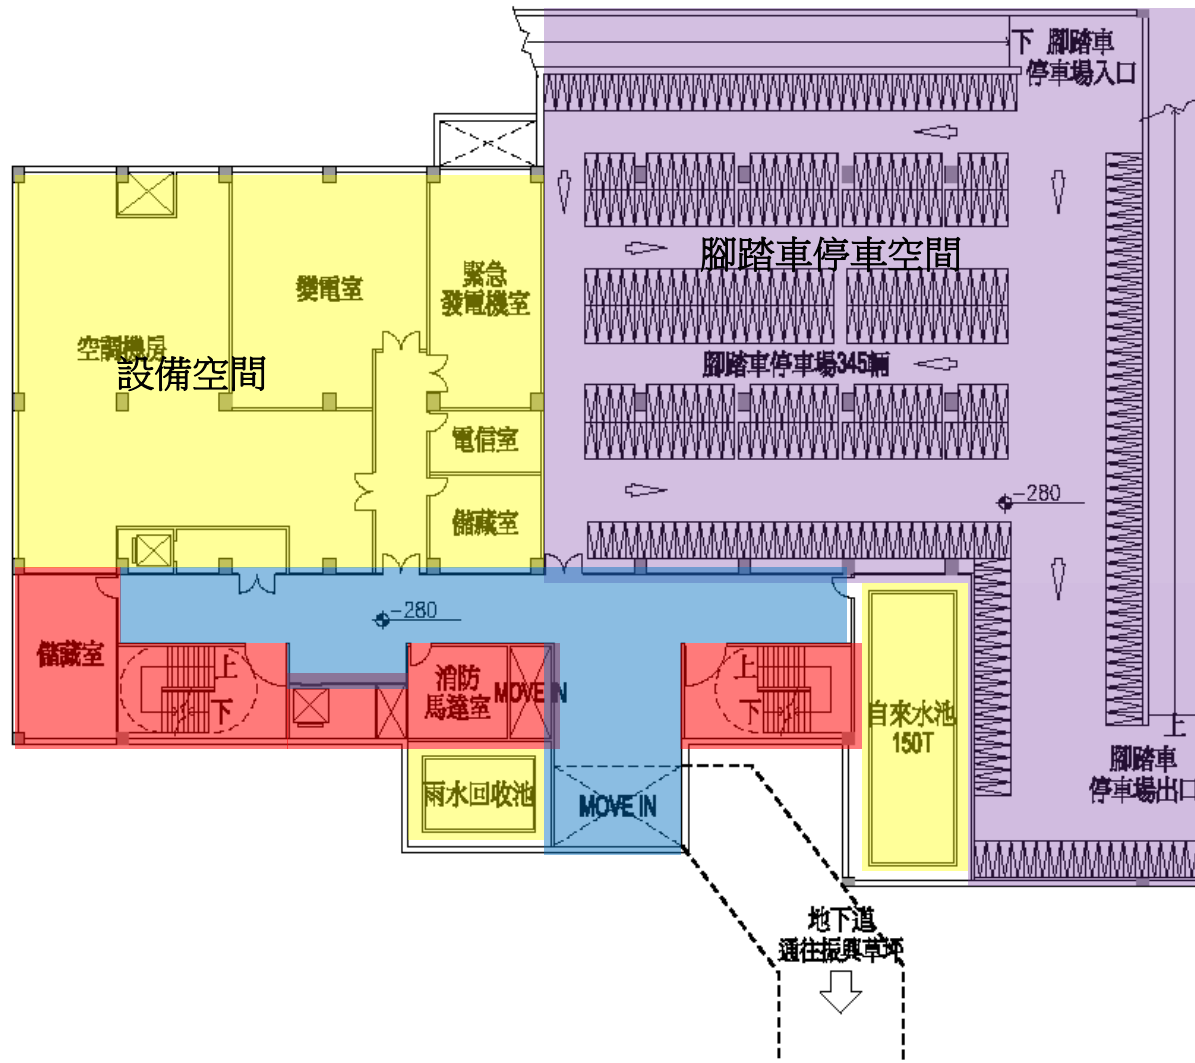 下 腳踏車
停車場入口
腳踏車停車空間
緊急
發電機室
變電室
空調機房
設備空間
腳踏車停車場345輛
電信室
儲藏室
-280
-280
儲藏室
上
下
消防
馬達室
MOVE IN
上
下
自來水池
150T
上
腳踏車
停車場出口
雨水回收池
MOVE IN
地下道
通往振興草坪